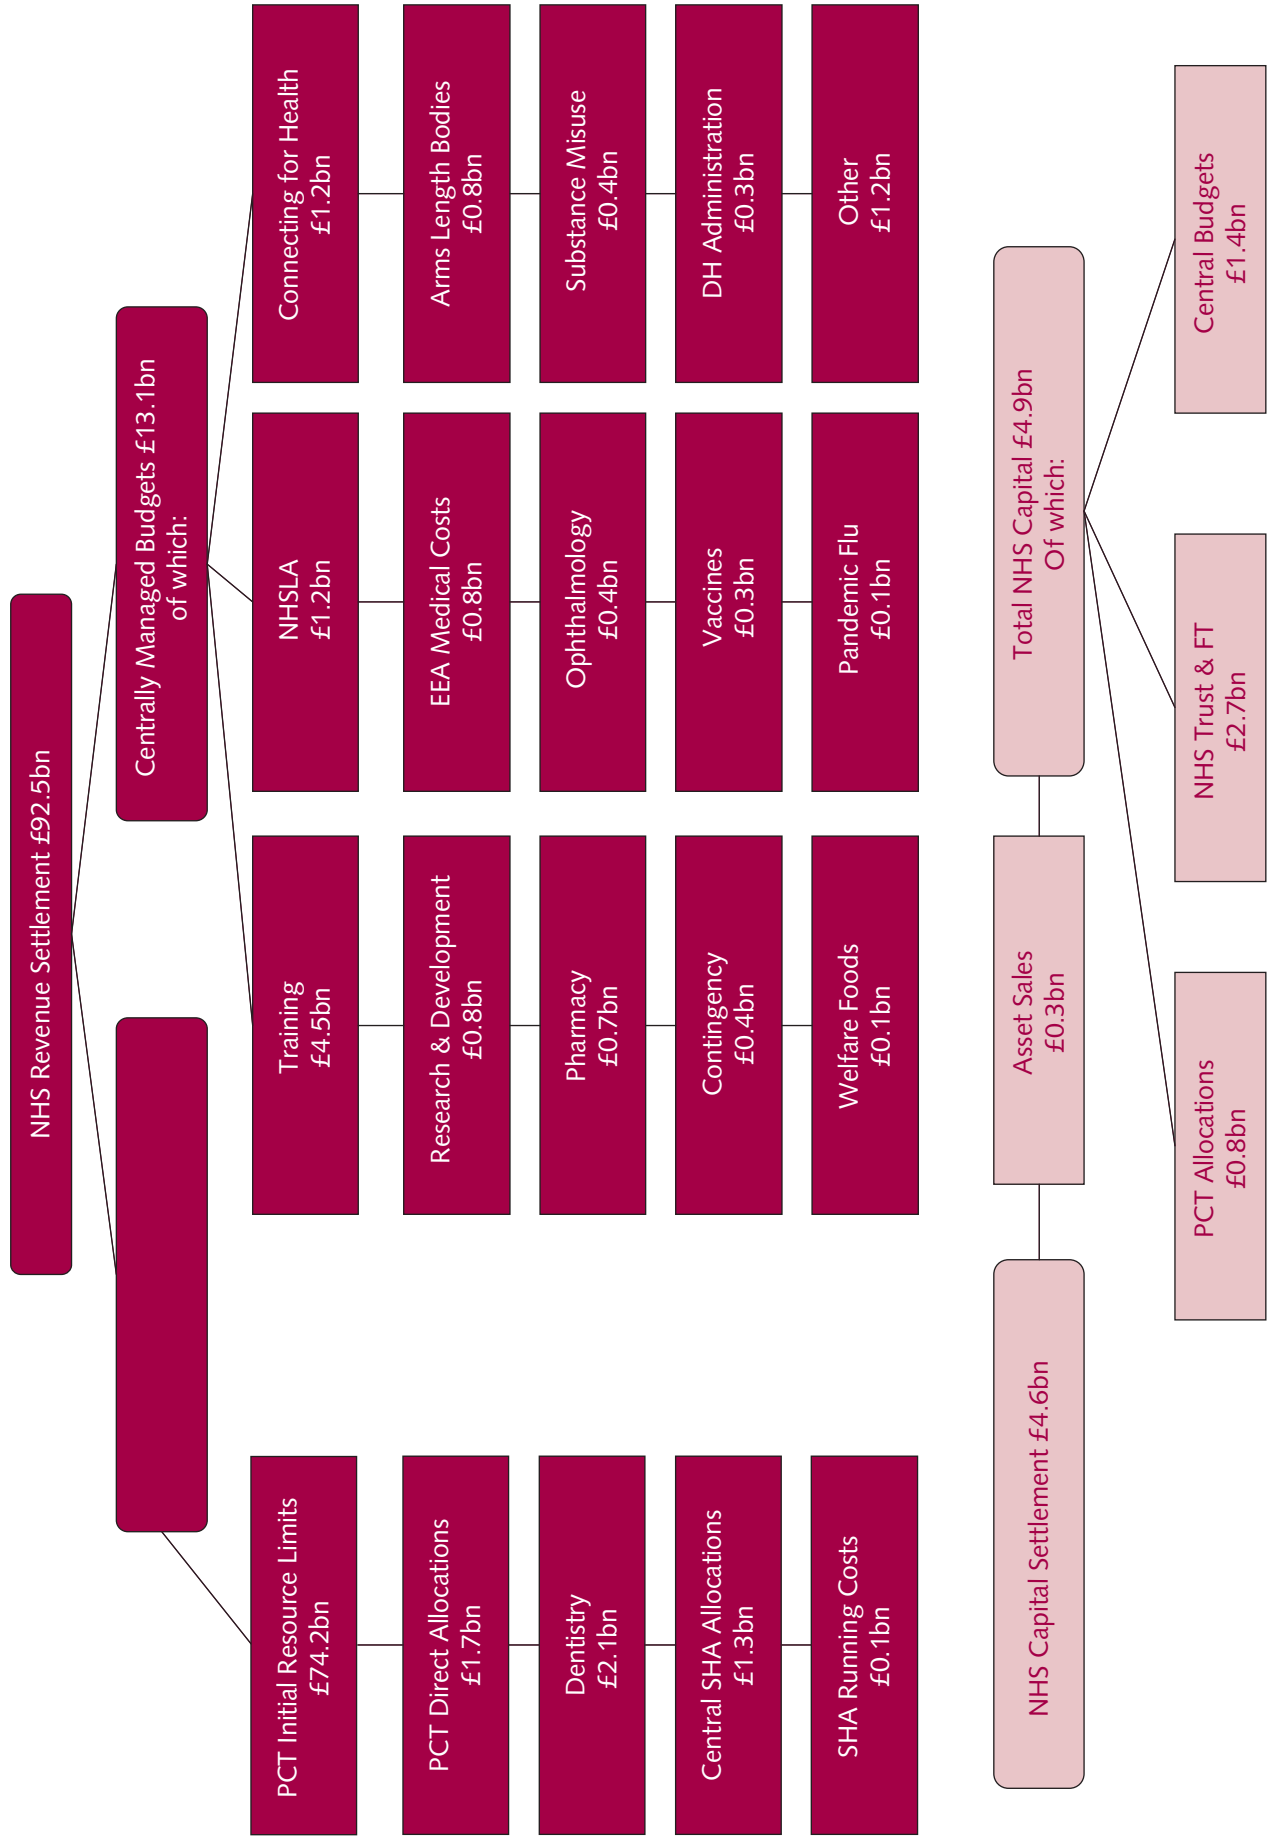 NHS Revenue Settlement £92.5bn
Centrally Managed Budgets £13.1bn
of which:
PCT Initial Resource Limits
£74.2bn
PCT Direct Allocations
£1.7bn
Dentistry
£2.1bn
Central SHA Allocations
£1.3bn
SHA Running Costs
£0.1bn
Training
£4.5bn
Research & Development
£0.8bn
Pharmacy
£0.7bn
Contingency
£0.4bn
Welfare Foods
£0.1bn
NHSLA
£1.2bn
EEA Medical Costs
£0.8bn
Ophthalmology
£0.4bn
Vaccines
£0.3bn
Pandemic Flu
£0.1bn
Connecting for Health
£1.2bn
Arms Length Bodies
£0.8bn
Substance Misuse
£0.4bn
DH Administration
£0.3bn
Other
£1.2bn
NHS Capital Settlement £4.6bn
Asset Sales
£0.3bn
Total NHS Capital £4.9bn
Of which:
PCT Allocations
£0.8bn
NHS Trust & FT
£2.7bn
Central Budgets
£1.4bn